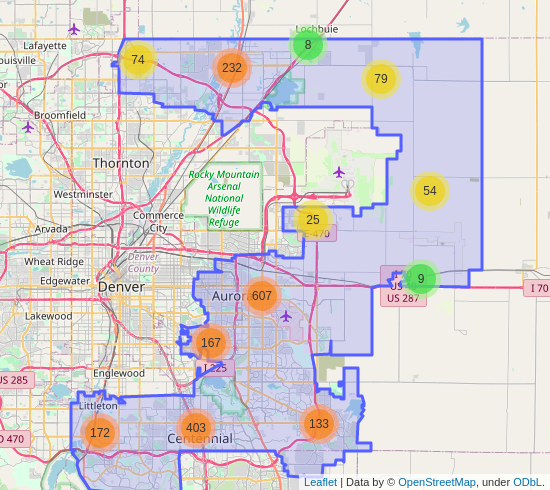 Lochbuie
Lafayette
Louisville
74
232
8
79
Broomfield
Thornton
Rocky Mountain
Arsenal
National
Wildlife
Refuge
Westminster
54
Commerce
City
25
I 470
Arvada
Denver
County
Wheat Ridge
Edgewater
Denver
9
I 70
US 287
I 70
Aurora
607
Lakewood
167
I 225
Englewood
US 285
Littleton
172
403
133
Centennial
O 470
Leaflet | Data by © OpenStreetMap, under ODbL.